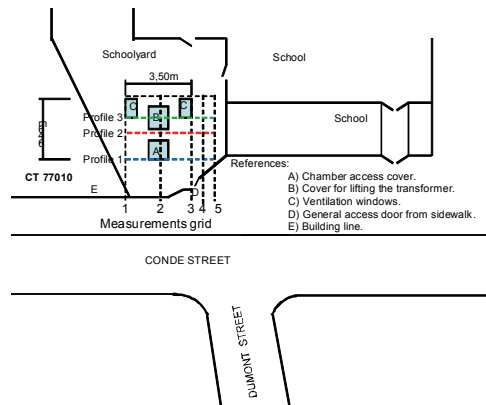 Schoolyard
School
3,50m
C
C
Profile 3
B
School
Profile 2
A
Profile 1
References:
CT 77010
A) Chamber access cover.
B) Cover for lifting the transformer.
C) Ventilation windows.
D) General access door from sidewalk.
E) Building line.
E
D
1 2 3 4 5
Measurements grid
CONDE STREET
DUMONT STREET